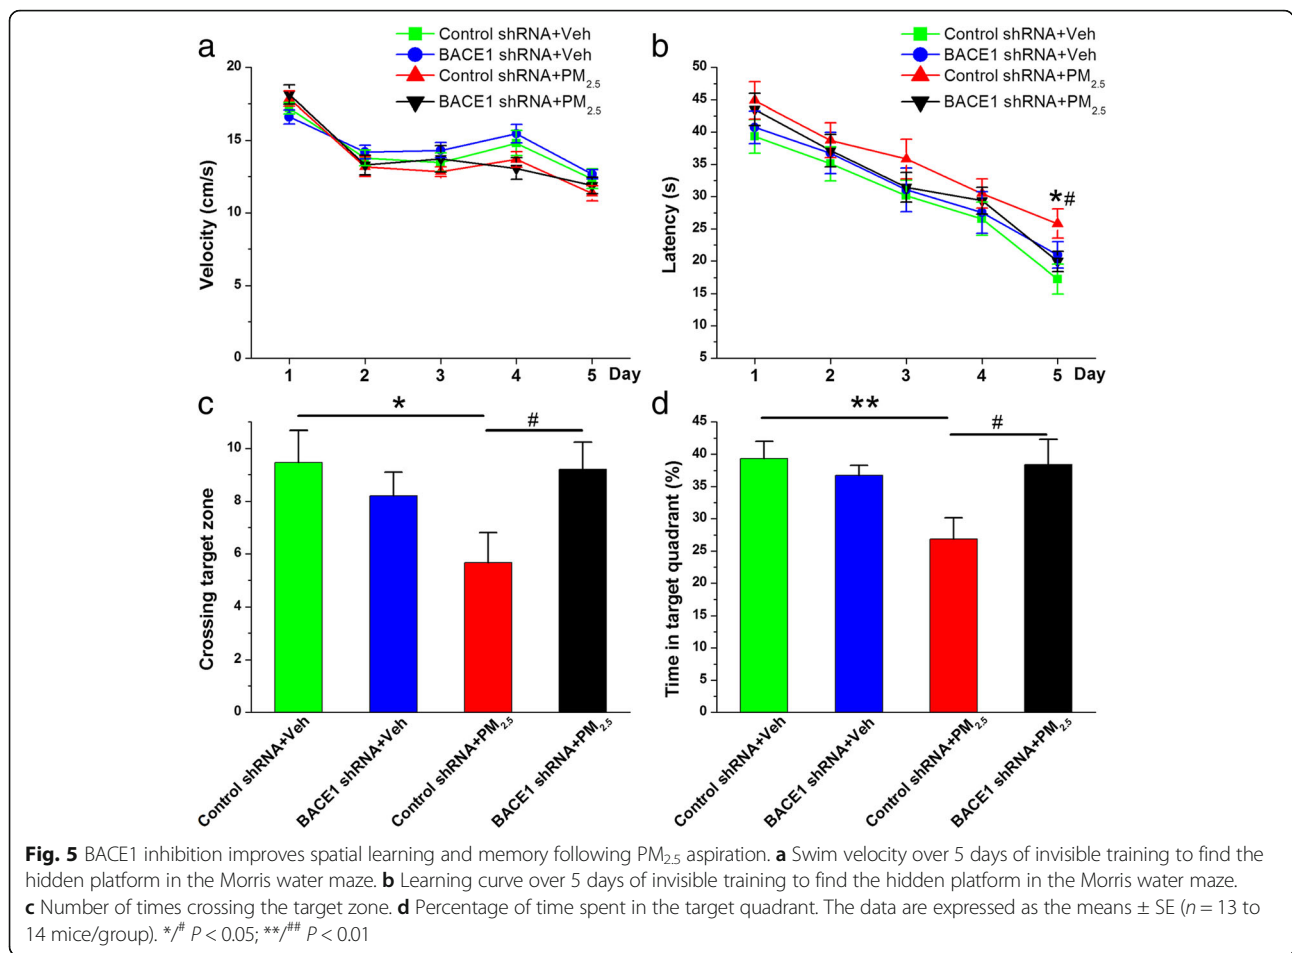 a
Control shRNA+Veh
BACE1 shRNA+Veh
Control shRNA+PM2.5
BACE1 shRNA+PM2.5
20
15
10
5
0
Velocity (cm/s)
1 2 3 4 5 Day
b
Control shRNA+Veh
BACE1 shRNA+Veh
Control shRNA+PM2.5
BACE1 shRNA+PM2.5
50
45
40
35
30
25
20
15
10
5
Latency (s)
*#
1 2 3 4 5 Day
c
* #
10
8
6
4
2
0
Crossing target zone
Control shRNA+Veh
BACE1 shRNA+Veh
Control shRNA+PM2.5
BACE1 shRNA+PM2.5
d
** #
45
40
35
30
25
20
15
10
5
0
Time in target quadrant (%)
Control shRNA+Veh
BACE1 shRNA+Veh
Control shRNA+PM2.5
BACE1 shRNA+PM2.5
Fig. 5 BACE1 inhibition improves spatial learning and memory following PM2.5 aspiration. a Swim velocity over 5 days of invisible training to find the
hidden platform in the Morris water maze. b Learning curve over 5 days of invisible training to find the hidden platform in the Morris water maze.
c Number of times crossing the target zone. d Percentage of time spent in the target quadrant. The data are expressed as the means ± SE (n = 13 to
14 mice/group). */# P < 0.05; **/## P < 0.01